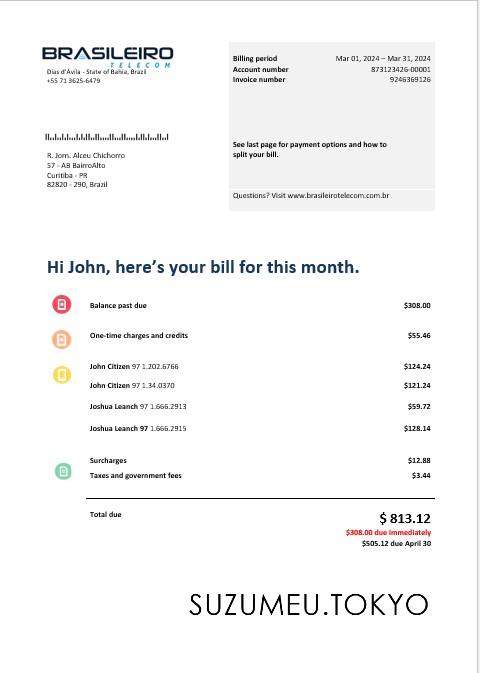 BRASILEIRO
TELECOM
Dias d'Ávila - State of Bahia, Brazil
+55 71 3625-6479
Billing period Mar 01, 2024 – Mar 31, 2024
Account number 873123426-00001
Invoice number 9246369126
See last page for payment options and how to
split your bill.
R. Jorn. Alceu Chichorro
57 - AB BairroAlto
Curitiba - PR
82820 - 290, Brazil
Questions? Visit www.brasileirotelecom.com.br
Hi John, here's your bill for this month.
Balance past due $308.00
One-time charges and credits $55.46
John Citizen 97 1.202.6766 $124.24
John Citizen 97 1.34.0370 $121.24
Joshua Leanch 97 1.666.2913 $59.72
Joshua Leanch 97 1.666.2915 $128.14
Surcharges $12.88
Taxes and government fees $3.44
Total due $ 813.12
$308.00 due immediately
$505.12 due April 30
SUZUMEU.TOKYO